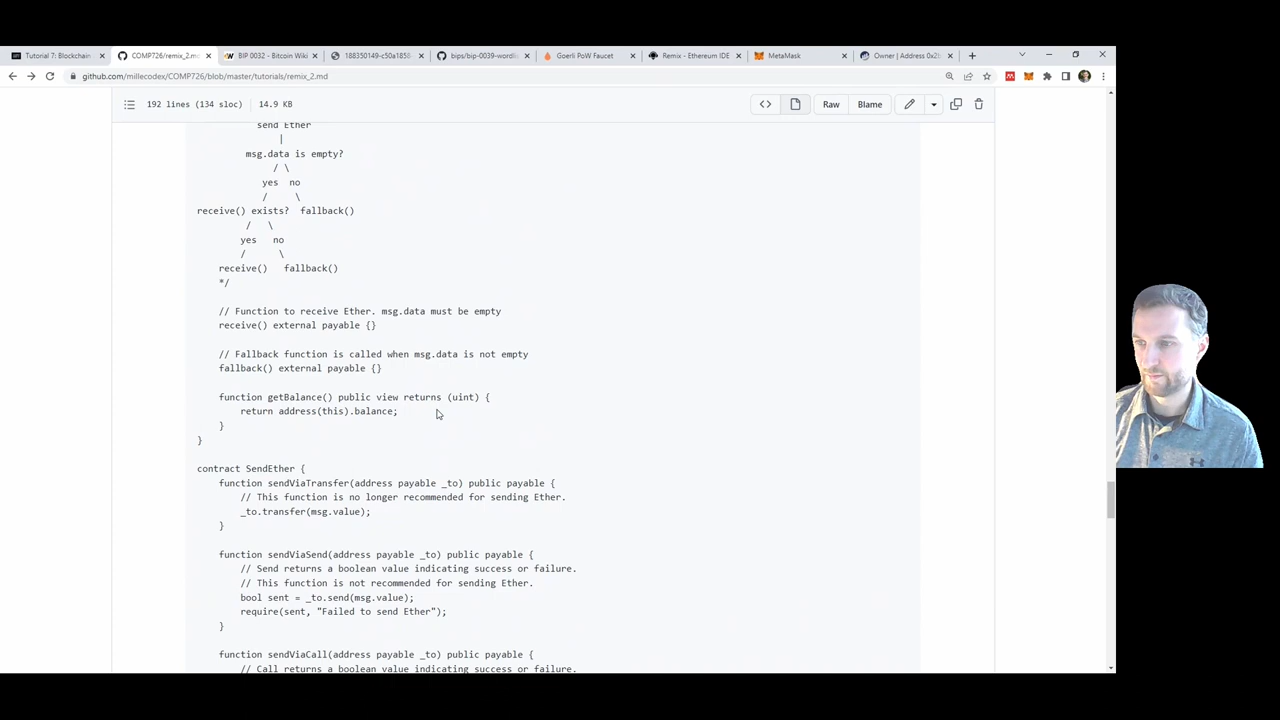 Tutorial 7: Blockchain
COMP726/remix_2.md
BIP 0032 - Bitcoin Wiki
188350149-c50a1858
bips/bip-0039-wordl
Goerli PoW Faucet
Remix - Ethereum IDE
MetaMask
Owner | Address 0x2
github.com/millecodex/COMP726/blob/master/tutorials/remix_2.md
192 lines (134 sloc) 14.9 KB
Raw
Blame
send Ether
|
msg.data is empty?
/ \
yes no
/ \
receive() exists? fallback()
/ \
yes no
/ \
receive() fallback()
*/
// Function to receive Ether. msg.data must be empty
receive() external payable {}
// Fallback function is called when msg.data is not empty
fallback() external payable {}
function getBalance() public view returns (uint) {
return address(this).balance;
}
}
contract SendEther {
function sendViaTransfer(address payable _to) public payable {
// This function is no longer recommended for sending Ether.
_to.transfer(msg.value);
}
function sendViaSend(address payable _to) public payable {
// Send returns a boolean value indicating success or failure.
// This function is not recommended for sending Ether.
bool sent = _to.send(msg.value);
require(sent, "Failed to send Ether");
}
function sendViaCall(address payable _to) public payable {
// Call returns a boolean value indicating success or failure.